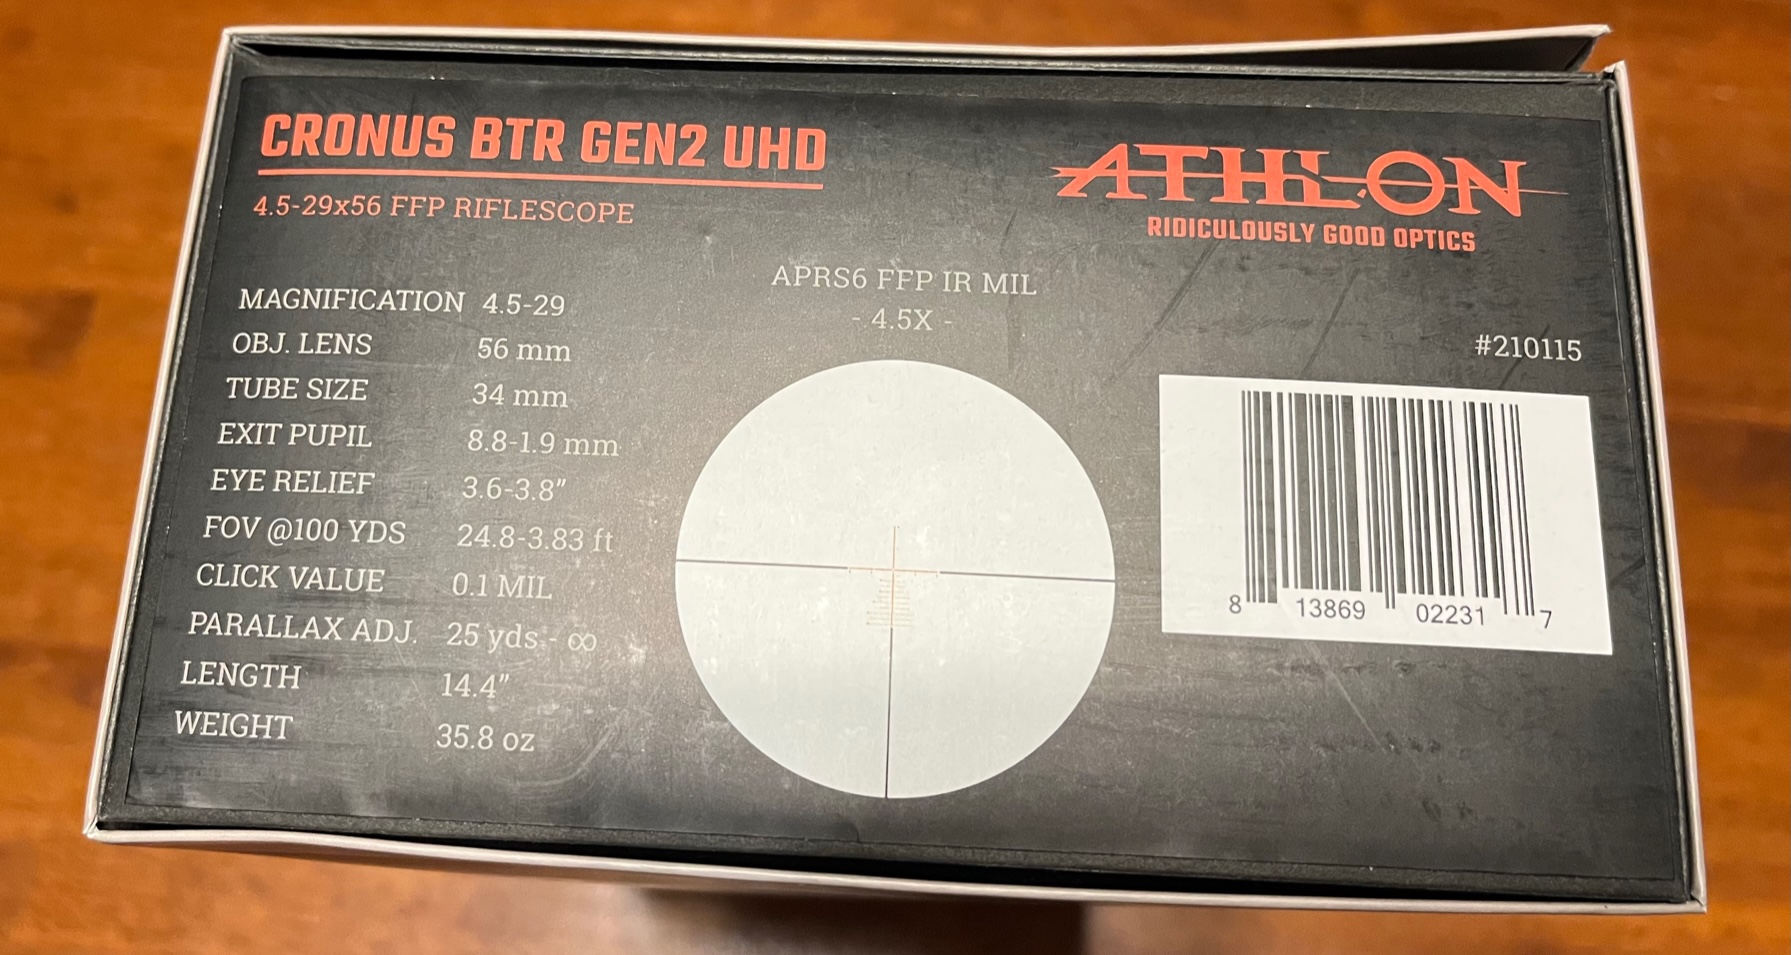 CRONUS BTR GEN2 UHD
4.5-29x56 FFP RIFLESCOPE
ATHLON
RIDICULOUSLY GOOD OPTICS
MAGNIFICATION 4.5-29
OBJ. LENS 56 mm
TUBE SIZE 34 mm
EXIT PUPIL 8.8-1.9 mm
EYE RELIEF 3.6-3.8”
FOV @100 YDS 24.8-3.83 ft
CLICK VALUE 0.1 MIL
PARALLAX ADJ. 25 yds - ∞
LENGTH 14.4”
WEIGHT 35.8 oz
APRS6 FFP IR MIL
- 4.5X -
#210115
8 13869 02231 7